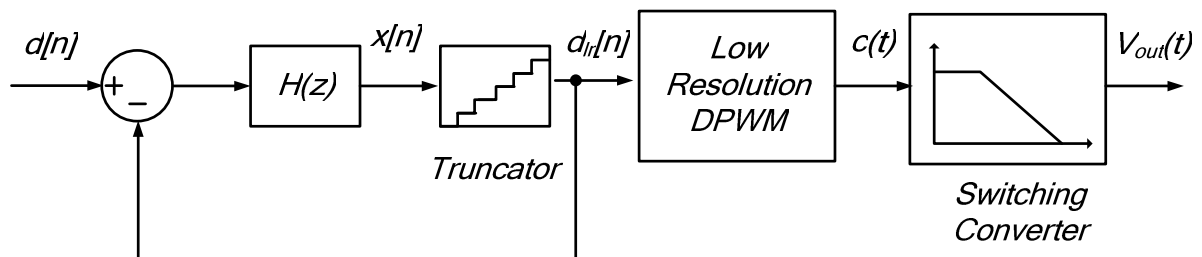 d[n]
+
−
H(z)
x[n]
Truncator
d_lr[n]
Low
Resolution
DPWM
c(t)
V_out(t)
Switching
Converter